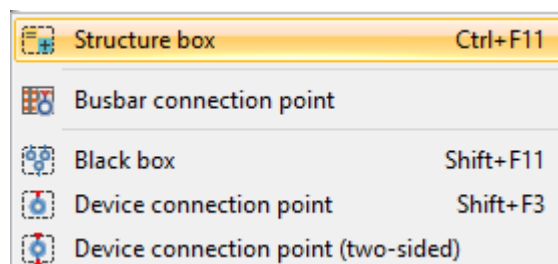 Structure box Ctrl+F11
Busbar connection point
Black box Shift+F11
Device connection point Shift+F3
Device connection point (two-sided)